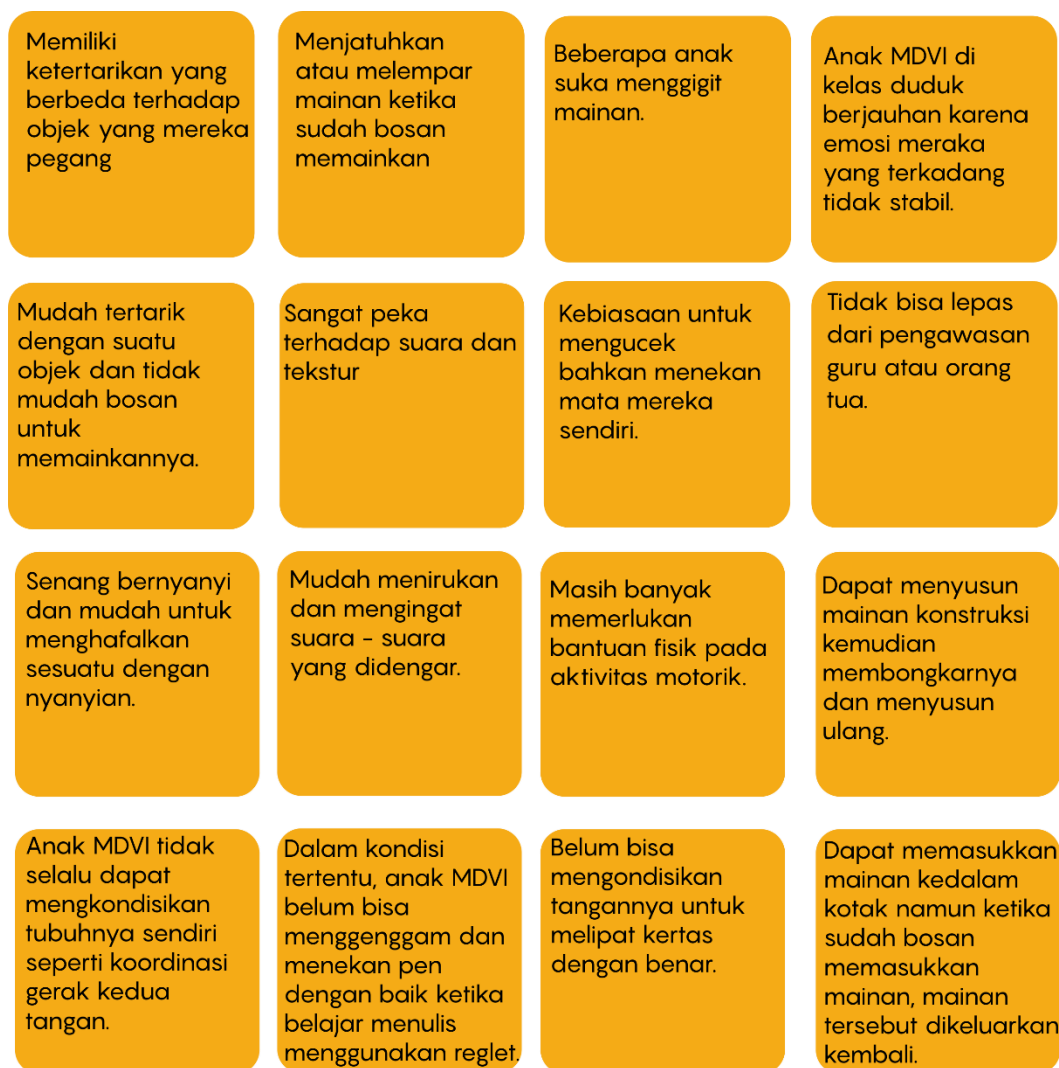 Memiliki
ketertarikan yang
berbeda terhadap
objek yang mereka
pegang
Menjatuhkan
atau melempar
mainan ketika
sudah bosan
memainkan
Beberapa anak
suka menggigit
mainan.
Anak MDVI di
kelas duduk
berjauhan karena
emosi meraka
yang terkadang
tidak stabil.
Mudah tertarik
dengan suatu
objek dan tidak
mudah bosan
untuk
memainkannya.
Sangat peka
terhadap suara dan
tekstur
Kebiasaan untuk
mengucek
bahkan menekan
mata mereka
sendiri.
Tidak bisa lepas
dari pengawasan
guru atau orang
tua.
Senang bernyanyi
dan mudah untuk
menghafalkan
sesuatu dengan
nyanyian.
Mudah menirukan
dan mengingat
suara - suara
yang didengar.
Masih banyak
memerlukan
bantuan fisik pada
aktivitas motorik.
Dapat menyusun
mainan konstruksi
kemudian
membongkarnya
dan menyusun
ulang.
Anak MDVI tidak
selalu dapat
mengkondisikan
tubuhnya sendiri
seperti koordinasi
gerak kedua
tangan.
Dalam kondisi
tertentu, anak MDVI
belum bisa
menggenggam dan
menekan pen
dengan baik ketika
belajar menulis
menggunakan reglet.
Belum bisa
mengondisikan
tangannya untuk
melipat kertas
dengan benar.
Dapat memasukkan
mainan kedalam
kotak namun ketika
sudah bosan
memasukkan
mainan, mainan
tersebut dikeluarkan
kembali.